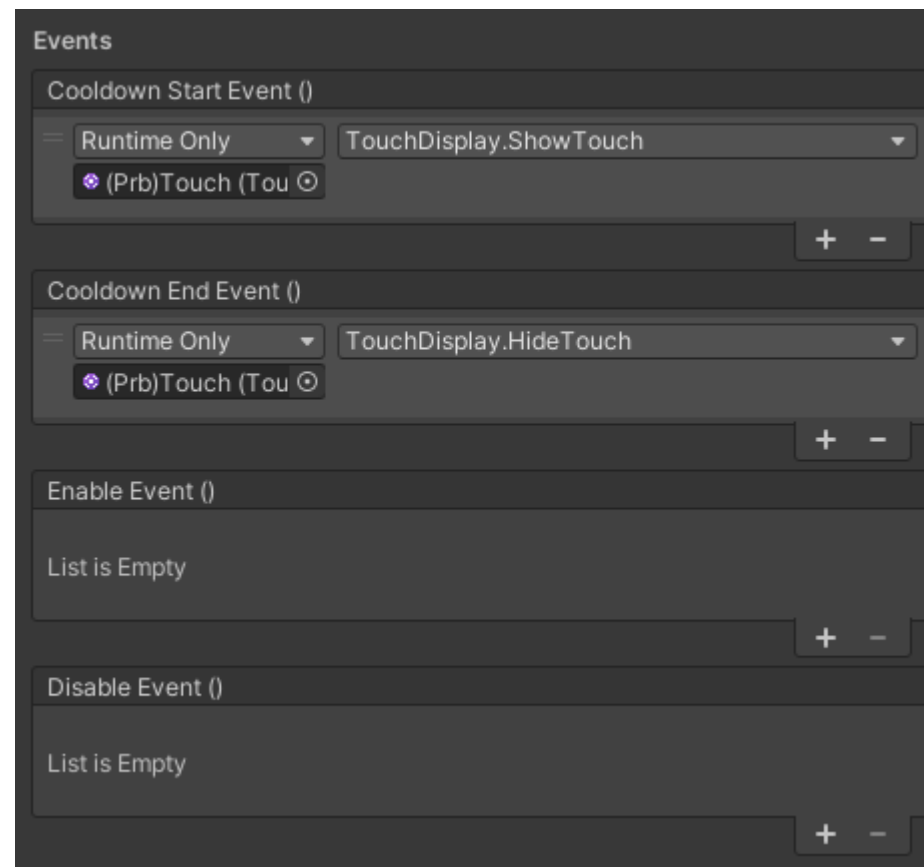 Events
Cooldown Start Event ()
Runtime Only
TouchDisplay.ShowTouch
(Prb)Touch (Tou
+ -
Cooldown End Event ()
Runtime Only
TouchDisplay.HideTouch
(Prb)Touch (Tou
+ -
Enable Event ()
List is Empty
+ -
Disable Event ()
List is Empty
+ -